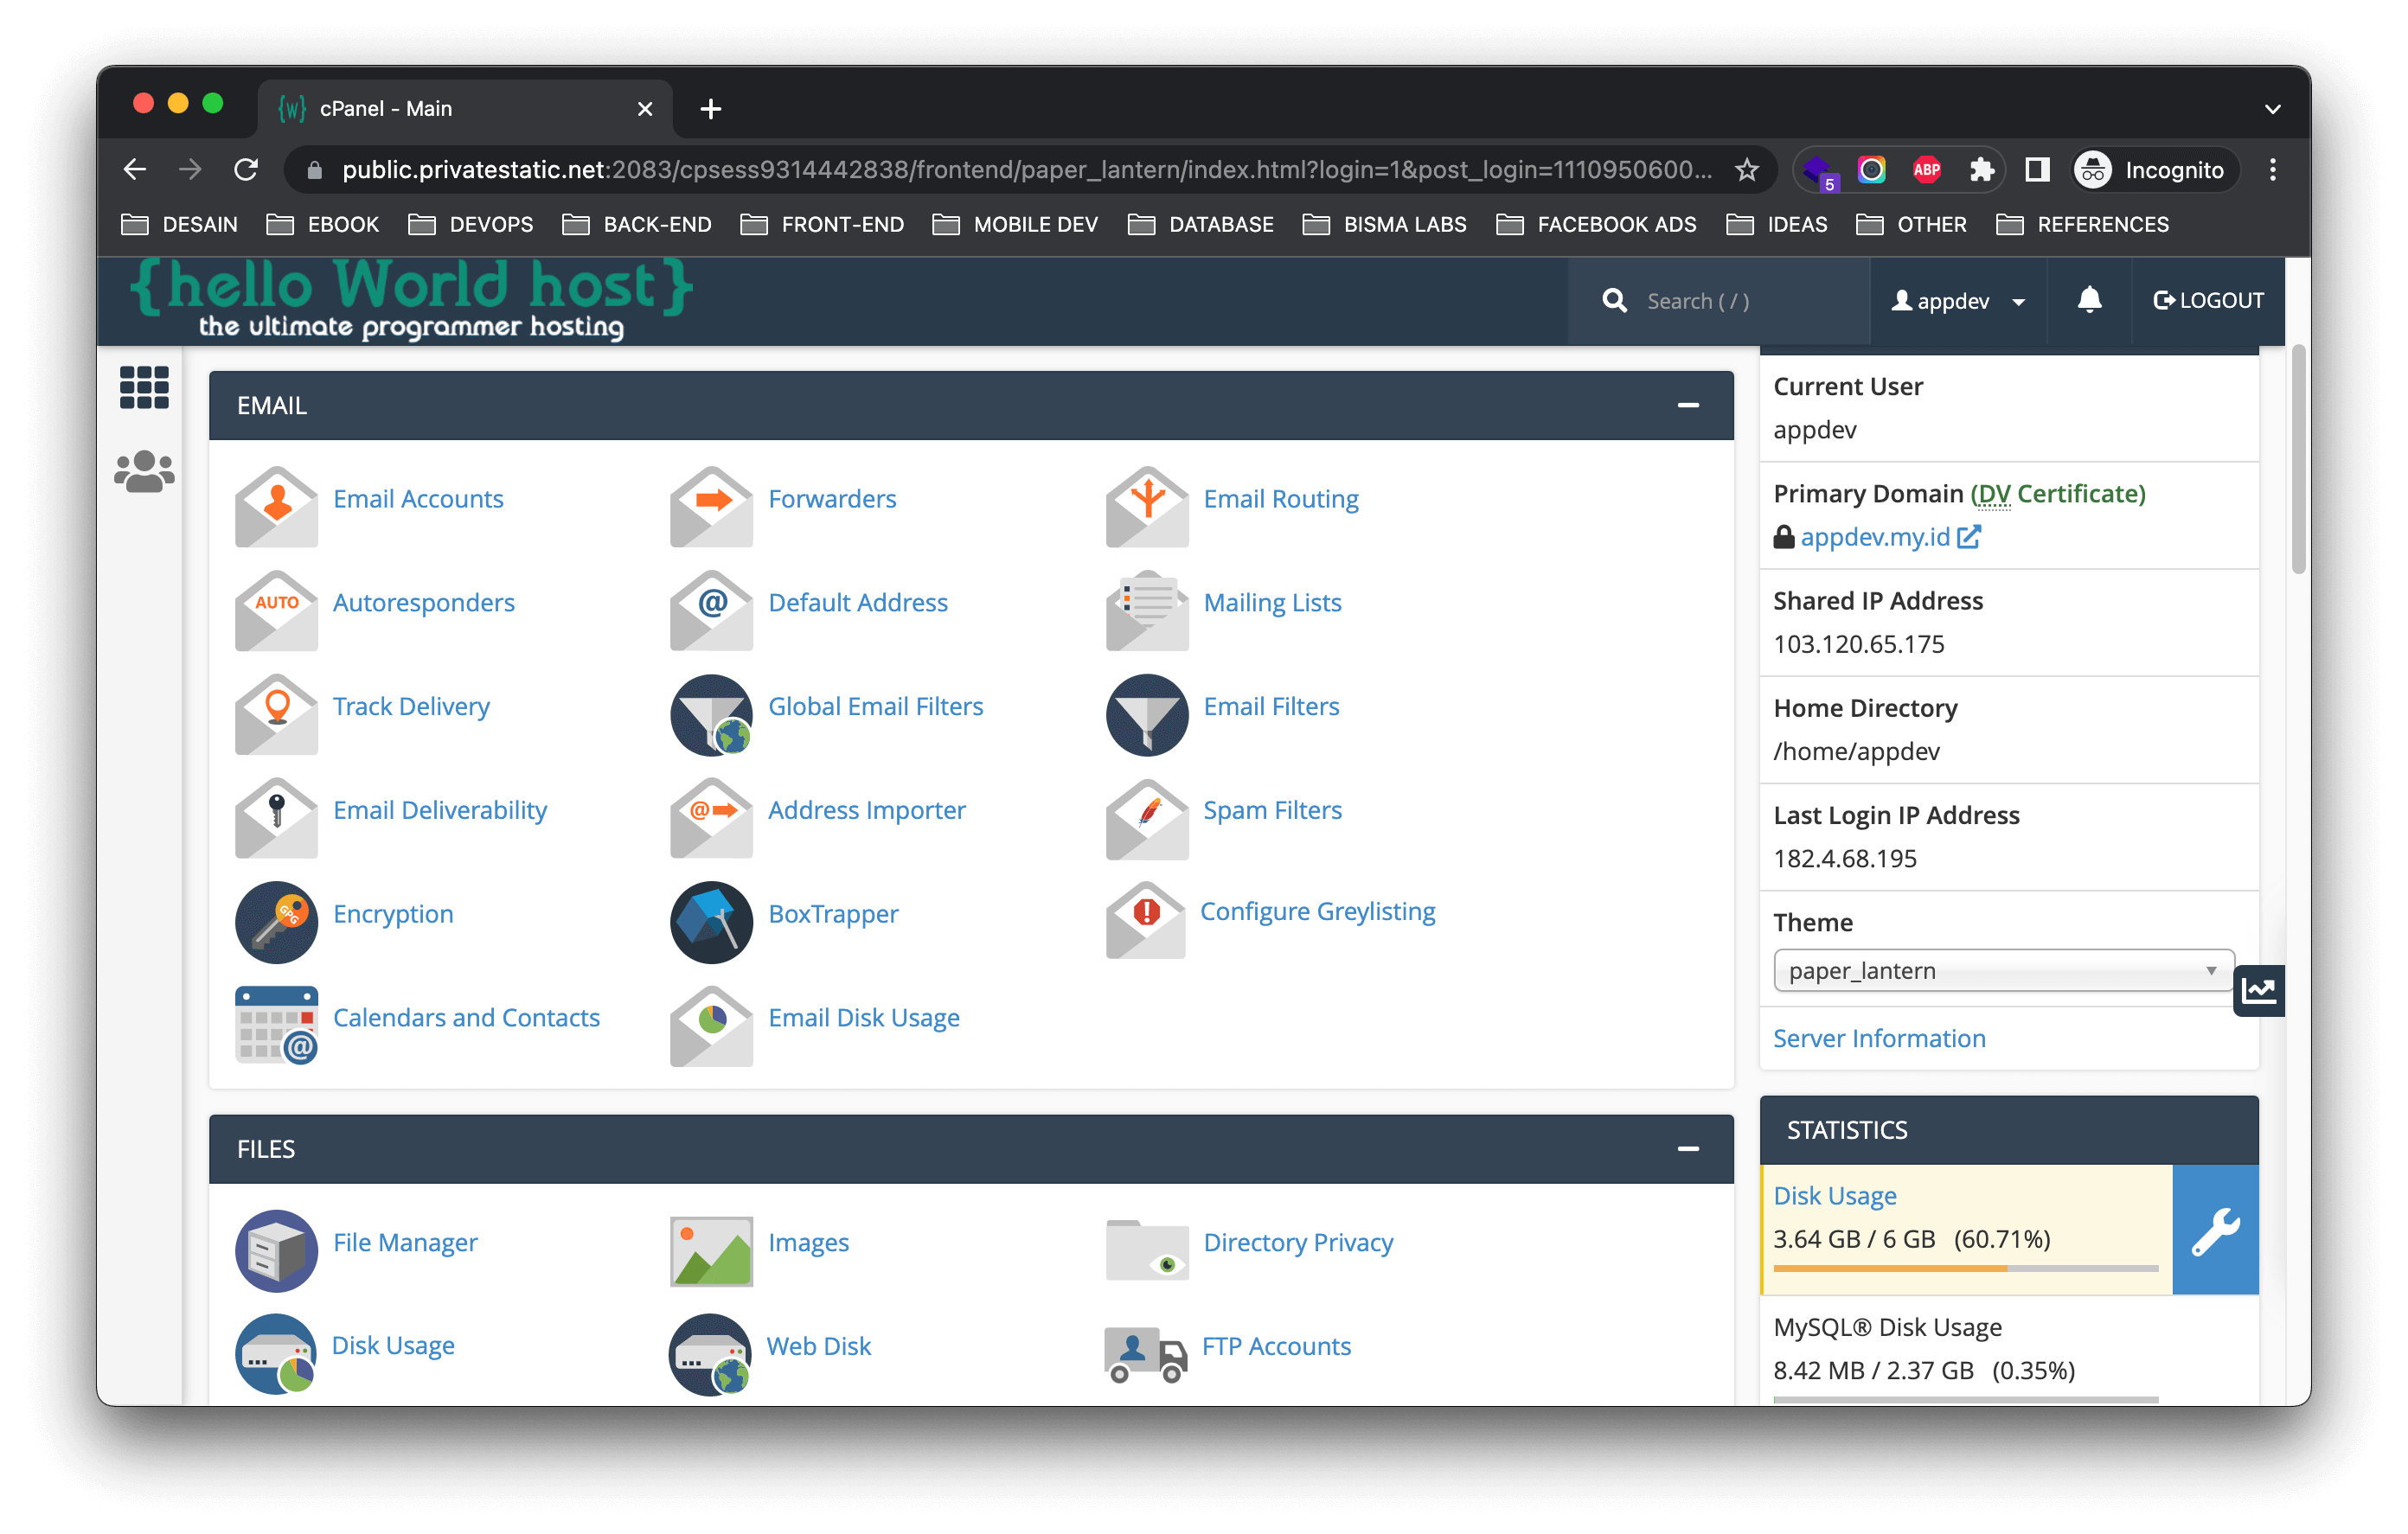 cPanel - Main
public.privatestatic.net:2083/cpsess9314442838/frontend/paper_lantern/index.html?login=1&post_login=1110950600...
5
ABP
Incognito
DESAIN
EBOOK
DEVOPS
BACK-END
FRONT-END
MOBILE DEV
DATABASE
BISMA LABS
FACEBOOK ADS
IDEAS
OTHER
REFERENCES
{hello World host}
the ultimate programmer hosting
Search ( / )
appdev
LOGOUT
EMAIL
Email Accounts
Forwarders
Email Routing
AUTO
Autoresponders
@
Default Address
Mailing Lists
Track Delivery
Global Email Filters
Email Filters
Email Deliverability
@
Address Importer
Spam Filters
GPG
Encryption
BoxTrapper
Configure Greylisting
@
Calendars and Contacts
Email Disk Usage
FILES
File Manager
Images
Directory Privacy
Disk Usage
Web Disk
FTP Accounts
Current User
appdev
Primary Domain (DV Certificate)
appdev.my.id
Shared IP Address
103.120.65.175
Home Directory
/home/appdev
Last Login IP Address
182.4.68.195
Theme
paper_lantern
Server Information
STATISTICS
Disk Usage
3.64 GB / 6 GB (60.71%)
MySQL® Disk Usage
8.42 MB / 2.37 GB (0.35%)